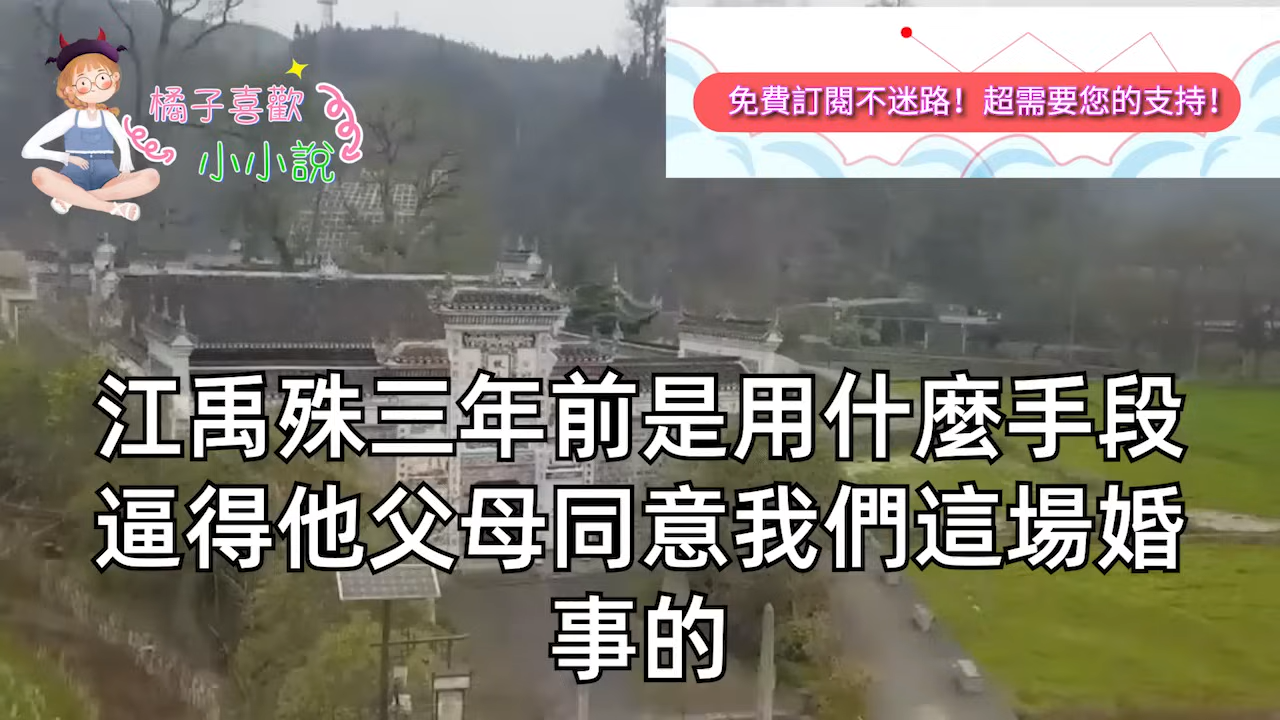 橘子喜歡
小小說
免費訂閱不迷路！超需要您的支持！
江禹殊三年前是用什麼手段
逼得他父母同意我們這場婚
事的